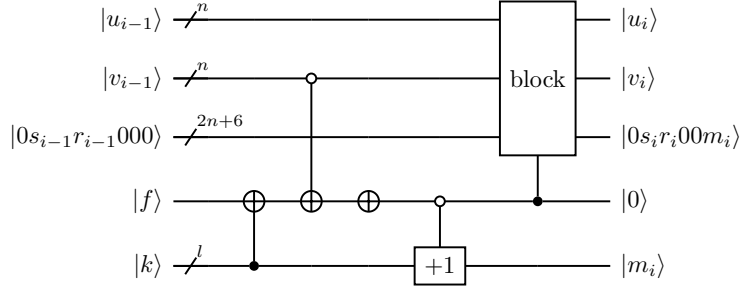 |u_{i−1}⟩ n |u_i⟩
|v_{i−1}⟩ n block |v_i⟩
|0s_{i−1}r_{i−1}000⟩ 2n+6 |0s_ir_i00m_i⟩
|f⟩ |0⟩
|k⟩ l +1 |m_i⟩